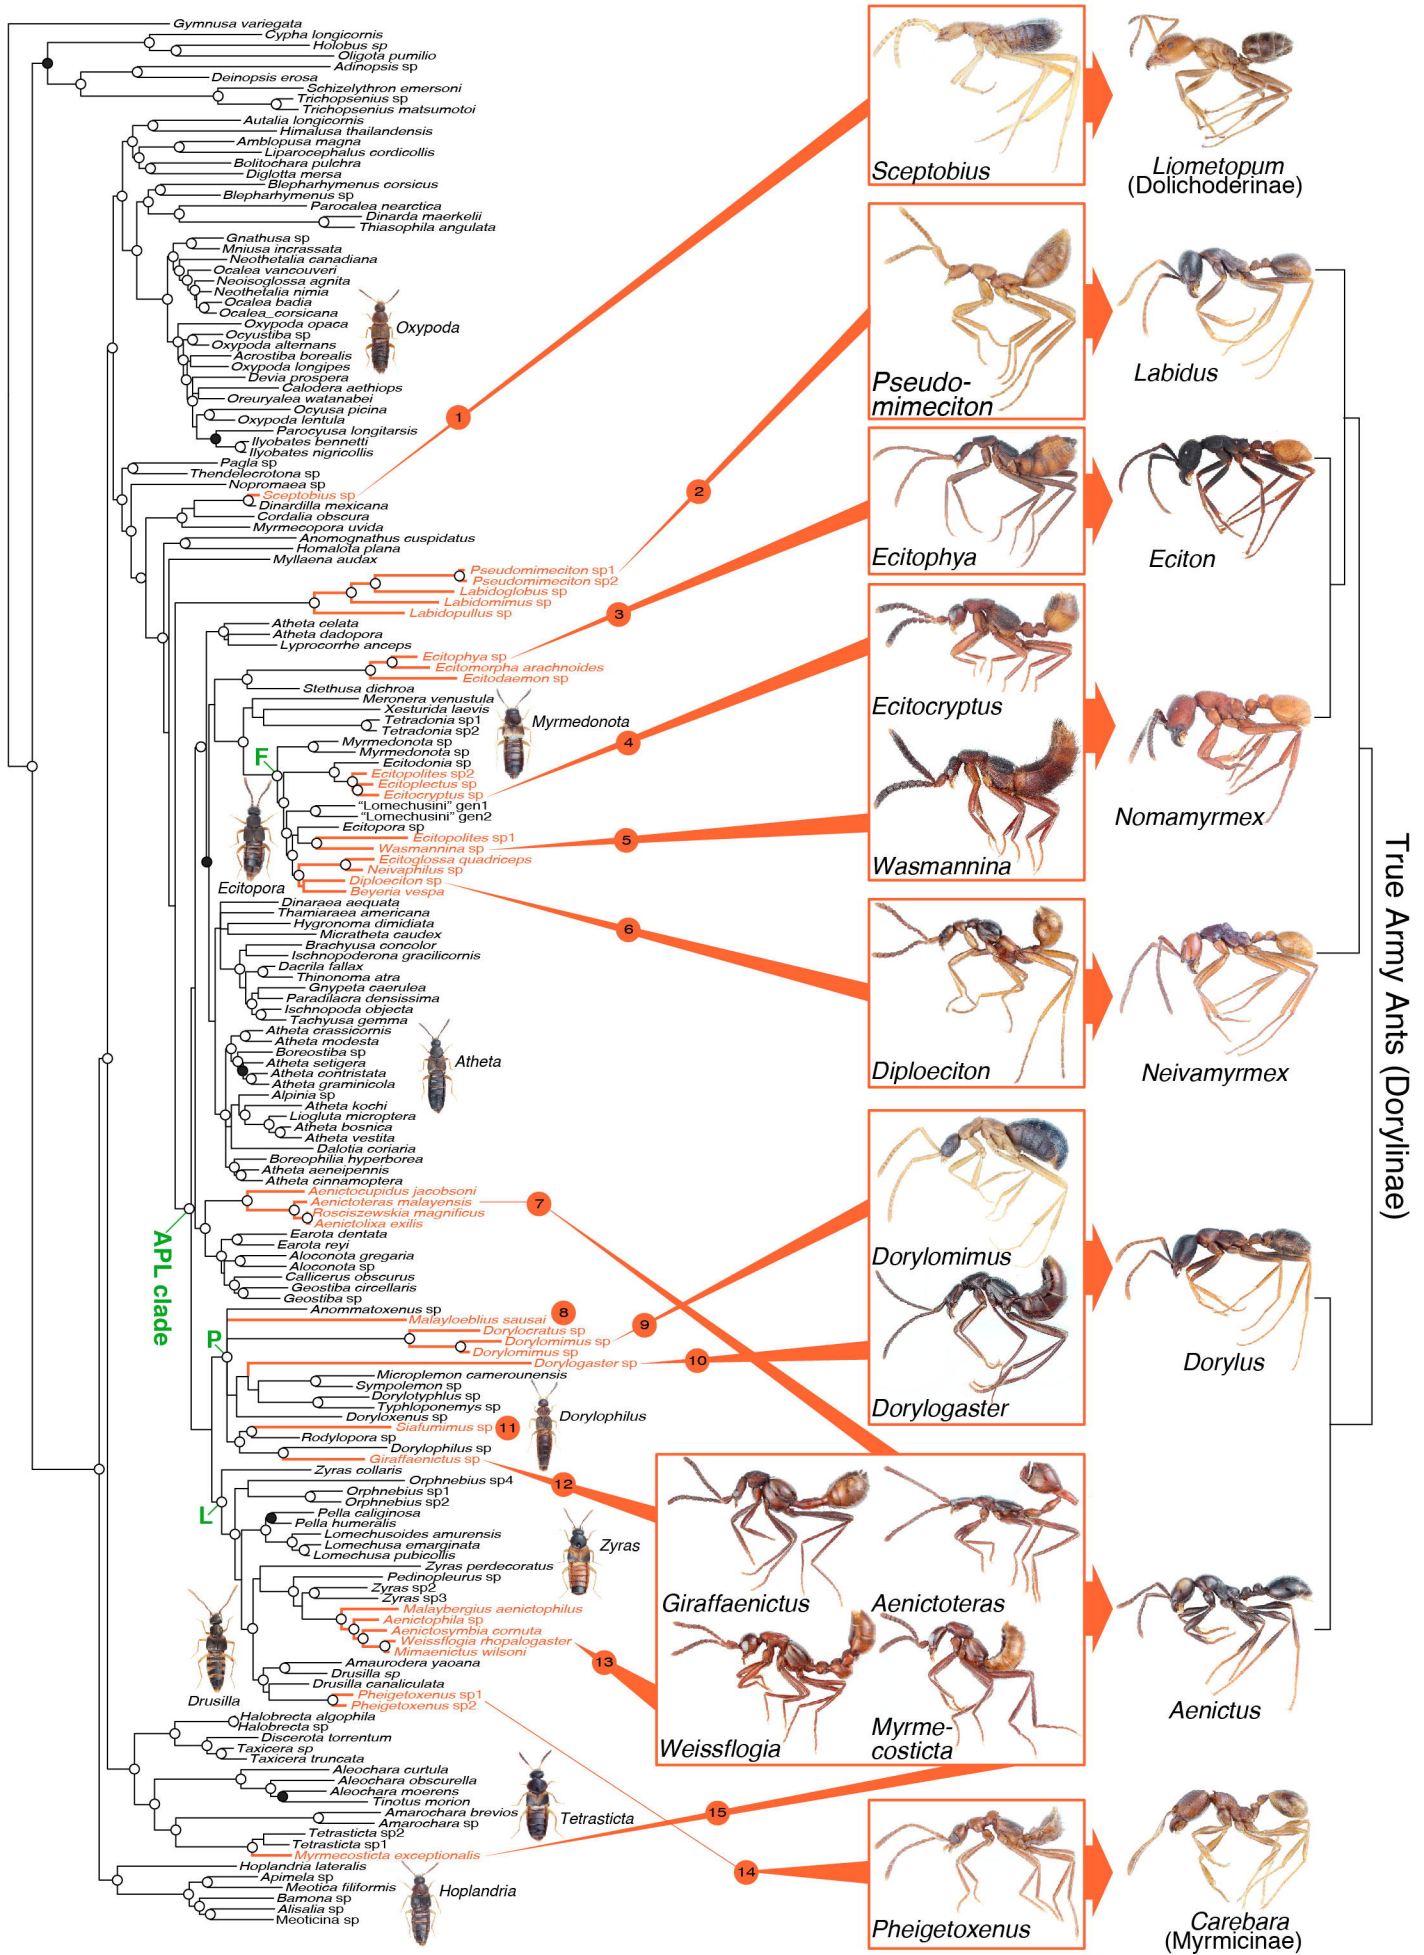 Gymnusa variegata
Cypha longicornis
Holobus sp
Oligota pumilio
Adinopsis sp
Deinopsis erosa
Schizelythron emersoni
Trichopsenius sp
Trichopsenius matsumotoi
Autalia longicornis
Himalusa thailandensis
Amblopusa magna
Liparocephalus cordicollis
Bolitochara pulchra
Diglotta mersa
Blepharhymenus corsicus
Blepharhymenus sp
Parocalea nearctica
Dinarda maerkelii
Thiasophila angulata
Gnathusa sp
Mniusa incrassata
Neothetalia canadiana
Ocalea vancouveri
Neoisoglossa agnita
Neothetalia nimia
Ocalea badia
Ocalea_corsicana
Oxypoda opaca
Ocyustiba sp
Oxypoda alternans
Acrostiba borealis
Oxypoda longipes
Devia prospera
Calodera aethiops
Oreuryalea watanabei
Ocyusa picina
Oxypoda lentula
Parocyusa longitarsis
Ilyobates bennetti
Ilyobates nigricollis
Pagla sp
Thendelecrotona sp
Nopromaea sp
Sceptobius sp
Dinardilla mexicana
Cordalia obscura
Myrmecopora uvida
Anomognathus cuspidatus
Homalota plana
Myllaena audax
Pseudomimeciton sp1
Pseudomimeciton sp2
Labidoglobus sp
Labidomimus sp
Labidopullus sp
Atheta celata
Atheta dadopora
Lyprocorrhe anceps
Ecitophya sp
Ecitomorpha arachnoides
Ecitodaemon sp
Stethusa dichroa
Meronera venustula
Xesturida laevis
Tetradonia sp1
Tetradonia sp2
Myrmedonota sp
Myrmedonota sp
Ecitodonia sp
Ecitopolites sp2
Ecitoplectus sp
Ecitocryptus sp
"Lomechusini" gen1
"Lomechusini" gen2
Ecitopora sp
Ecitopolites sp1
Wasmannina sp
Ecitoglossa quadriceps
Neivaphilus sp
Diploeciton sp
Beyeria vespa
Dinaraea aequata
Thamiaraea americana
Hygronoma dimidiata
Micratheta caudex
Brachyusa concolor
Ischnopoderona gracilicornis
Dacrila fallax
Thinonoma atra
Gnypeta caerulea
Paradilacra densissima
Ischnopoda objecta
Tachyusa gemma
Atheta crassicornis
Atheta modesta
Boreostiba sp
Atheta setigera
Atheta contristata
Atheta graminicola
Alpinia sp
Atheta kochi
Liogluta microptera
Atheta bosnica
Atheta vestita
Dalotia coriaria
Boreophilia hyperborea
Atheta aeneipennis
Atheta cinnamoptera
Aenictocupidus jacobsoni
Aenictoteras malayensis
Rosciszewskia magnificus
Aenictolixa exilis
Earota dentata
Earota reyi
Aloconota gregaria
Aloconota sp
Callicerus obscurus
Geostiba circellaris
Geostiba sp
Anommatoxenus sp
Malayloeblius sausai
Dorylocratus sp
Dorylomimus sp
Dorylomimus sp
Dorylogaster sp
Microplemon camerounensis
Sympolemon sp
Dorylotyphlus sp
Typhloponemys sp
Doryloxenus sp
Siafumimus sp
Rodylopora sp
Dorylophilus sp
Giraffaenictus sp
Zyras collaris
Orphnebius sp4
Orphnebius sp1
Orphnebius sp2
Pella caliginosa
Pella humeralis
Lomechusoides amurensis
Lomechusa emarginata
Lomechusa pubicollis
Zyras perdecoratus
Pedinopleurus sp
Zyras sp2
Zyras sp3
Malaybergius aenictophilus
Aenictophila sp
Aenictosymbia cornuta
Weissflogia rhopalogaster
Mimaenictus wilsoni
Amaurodera yaoana
Drusilla sp
Drusilla canaliculata
Pheigetoxenus sp1
Pheigetoxenus sp2
Halobrecta algophila
Halobrecta sp
Discerota torrentum
Taxicera sp
Taxicera truncata
Aleochara curtula
Aleochara obscurella
Aleochara moerens
Tinotus morion
Amarochara brevios
Amarochara sp
Tetrasticta sp2
Tetrasticta sp1
Myrmecosticta exceptionalis
Hoplandria lateralis
Apimela sp
Meotica filiformis
Bamona sp
Alisalia sp
Meoticina sp
F
APL clade
P
L
Oxypoda
Myrmedonota
Ecitopora
Atheta
Dorylophilus
Zyras
Drusilla
Tetrasticta
Hoplandria
1
2
3
4
5
6
7
8
9
10
11
12
13
14
15
Sceptobius
Pseudo-
mimeciton
Ecitophya
Ecitocryptus
Wasmannina
Diploeciton
Dorylomimus
Dorylogaster
Giraffaenictus
Aenictoteras
Weissflogia
Myrme-
costicta
Pheigetoxenus
Liometopum
(Dolichoderinae)
Labidus
Eciton
Nomamyrmex
Neivamyrmex
Dorylus
Aenictus
Carebara
(Myrmicinae)
True Army Ants (Dorylinae)